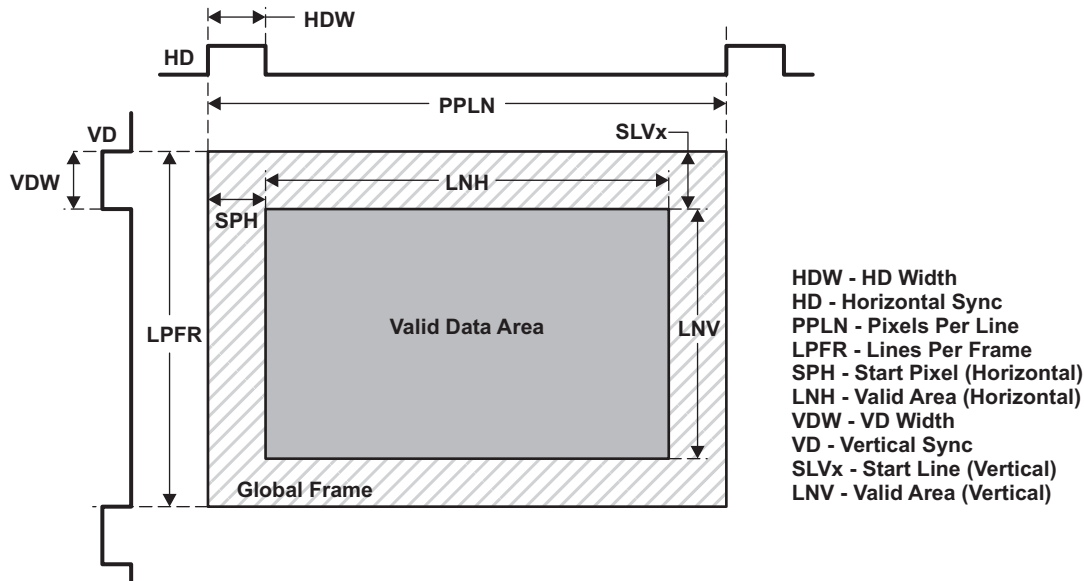 HDW
HD
PPLN
SLVx
VD
VDW
LNH
SPH
Valid Data Area
LNV
LPFR
Global Frame
HDW - HD Width
HD - Horizontal Sync
PPLN - Pixels Per Line
LPFR - Lines Per Frame
SPH - Start Pixel (Horizontal)
LNH - Valid Area (Horizontal)
VDW - VD Width
VD - Vertical Sync
SLVx - Start Line (Vertical)
LNV - Valid Area (Vertical)